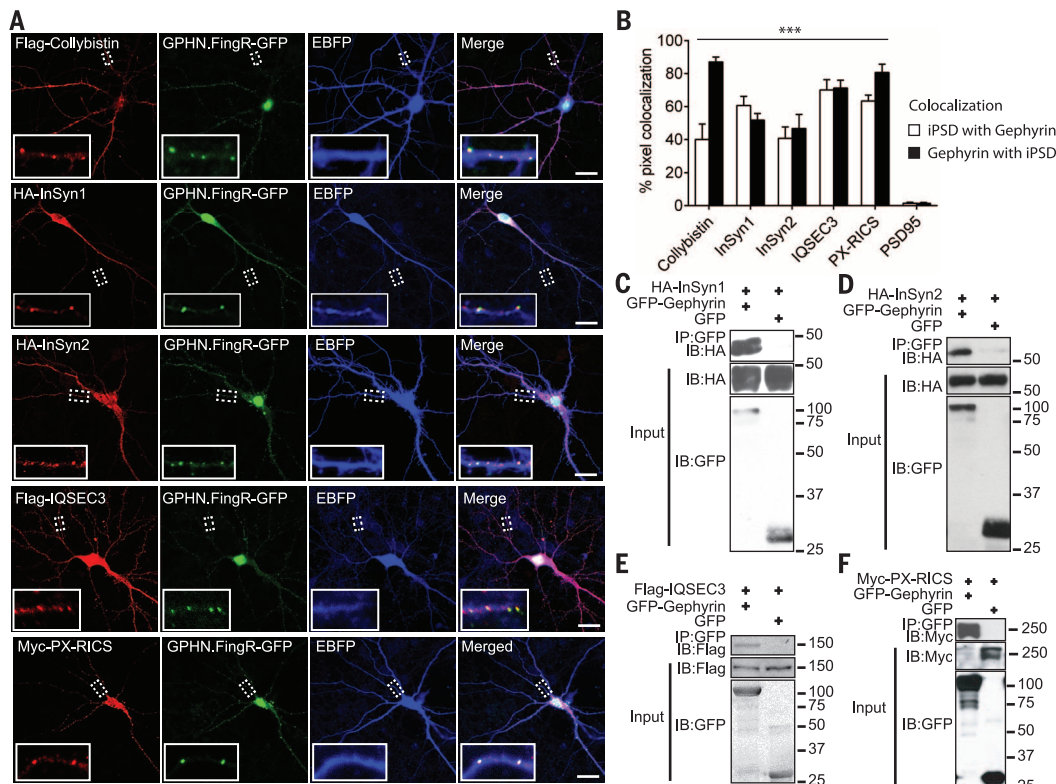 A
Flag-Collybistin GPHN.FingR-GFP EBFP Merge
HA-InSyn1 GPHN.FingR-GFP EBFP Merge
HA-InSyn2 GPHN.FingR-GFP EBFP Merge
Flag-IQSEC3 GPHN.FingR-GFP EBFP Merge
Myc-PX-RICS GPHN.FingR-GFP EBFP Merged
B
***
% pixel colocalization
100
80
60
40
20
0
Collybistin InSyn1 InSyn2 IQSEC3 PX-RICS PSD95
Colocalization
iPSD with Gephyrin
Gephyrin with iPSD
C
HA-InSyn1 + +
GFP-Gephyrin +
GFP +
IP:GFP
IB:HA
50
IB:HA
50
Input
IB:GFP
100
75
50
37
25
D
HA-InSyn2 + +
GFP-Gephyrin +
GFP +
IP:GFP
IB:HA
50
IB:HA
50
Input
IB:GFP
100
75
50
37
25
E
Flag-IQSEC3 + +
GFP-Gephyrin +
GFP +
IP:GFP
IB:Flag
150
IB:Flag
150
Input
IB:GFP
100
75
50
37
25
F
Myc-PX-RICS + +
GFP-Gephyrin +
GFP +
IP:GFP
IB:Myc
250
IB:Myc
250
Input
IB:GFP
100
75
50
37
25